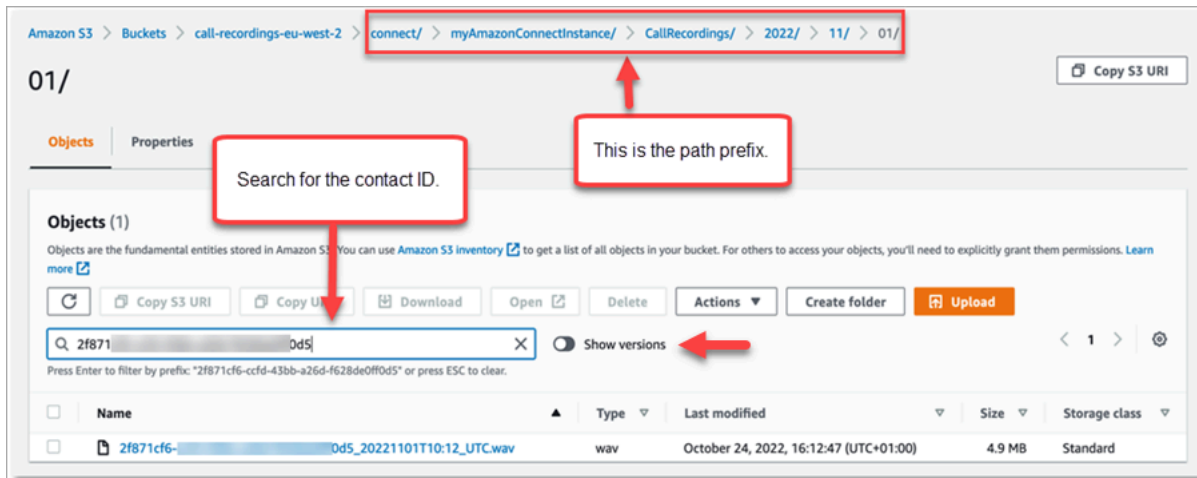 Amazon S3 > Buckets > call-recordings-eu-west-2 > connect/ > myAmazonConnectInstance/ > CallRecordings/ > 2022/ > 11/ > 01/
01/
Copy S3 URI
Objects Properties
This is the path prefix.
Search for the contact ID.
Objects (1)
Objects are the fundamental entities stored in Amazon S3. You can use Amazon S3 inventory to get a list of all objects in your bucket. For others to access your objects, you'll need to explicitly grant them permissions. Learn
more
Copy S3 URI Copy U Download Open Delete Actions Create folder Upload
2f871 0d5 Show versions < 1 >
Press Enter to filter by prefix: "2f871cf6-ccfd-43bb-a26d-f628de0ff0d5" or press ESC to clear.
Name Type Last modified Size Storage class
2f871cf6- 0d5_20221101T10:12_UTC.wav wav October 24, 2022, 16:12:47 (UTC+01:00) 4.9 MB Standard